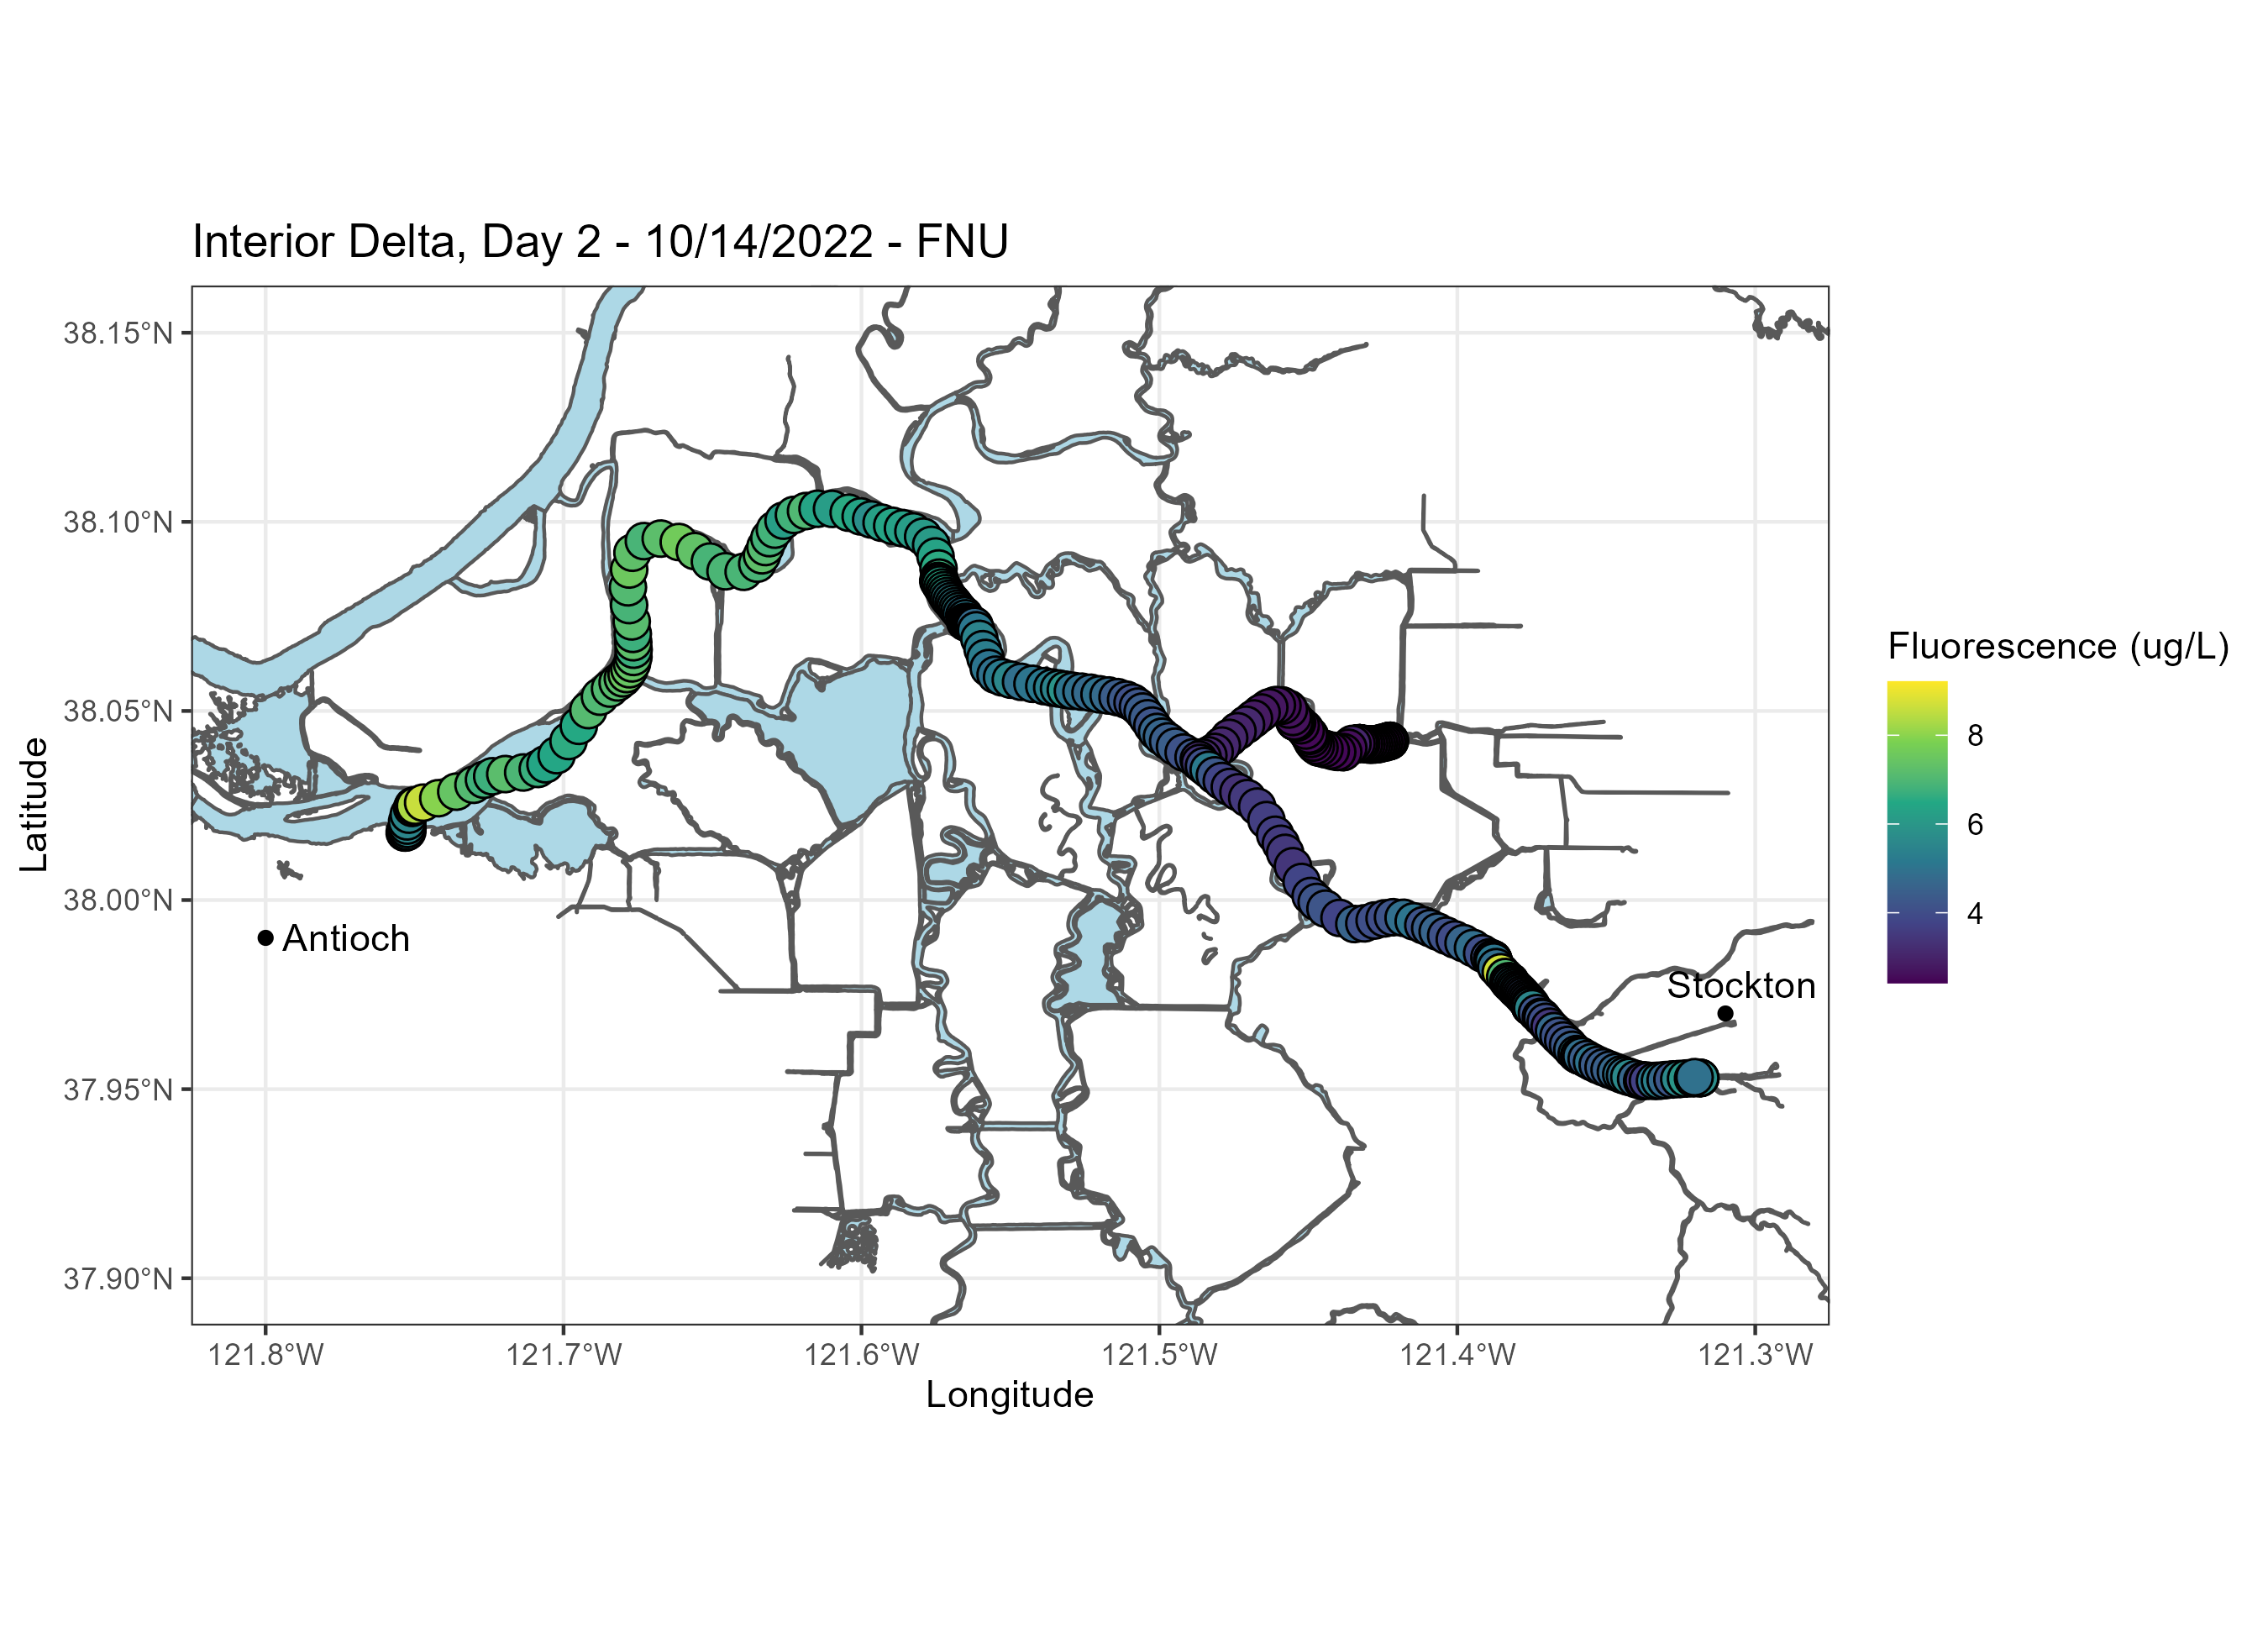 Interior Delta, Day 2 - 10/14/2022 - FNU
38.15°N
38.10°N
38.05°N
38.00°N
37.95°N
37.90°N
Latitude
Antioch
Stockton
121.8°W
121.7°W
121.6°W
121.5°W
121.4°W
121.3°W
Longitude
Fluorescence (ug/L)
8
6
4